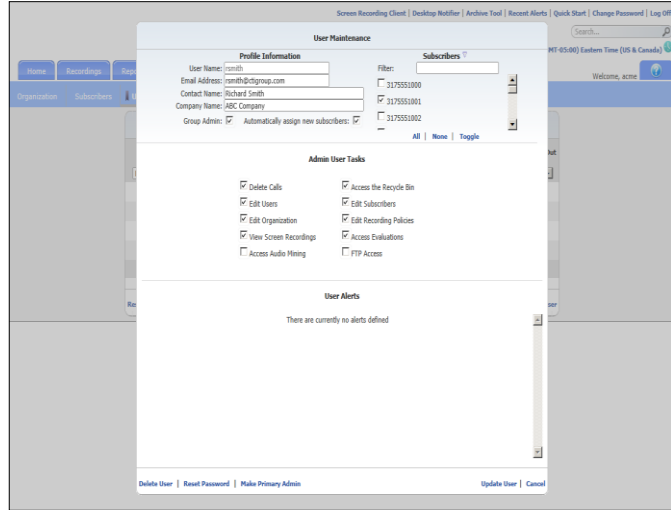 Screen Recording Client | Desktop Notifier | Archive Tool | Recent Alerts | Quick Start | Change Password | Log Off
Search...
MT-05:00) Eastern Time (US & Canada)
Home
Recordings
Repo
Welcome, acme
Organization
Subscribers
U
User Maintenance
Profile Information
User Name: rsmith
Email Address: rsmith@ctigroup.com
Contact Name: Richard Smith
Company Name: ABC Company
Group Admin:
Automatically assign new subscribers:
Subscribers
Filter:
3175551000
3175551001
3175551002
All | None | Toggle
Out
Admin User Tasks
Delete Calls
Access the Recycle Bin
Edit Users
Edit Subscribers
Edit Organization
Edit Recording Policies
View Screen Recordings
Access Evaluations
Access Audio Mining
FTP Access
User Alerts
Re
ser
There are currently no alerts defined
Delete User | Reset Password | Make Primary Admin
Update User | Cancel